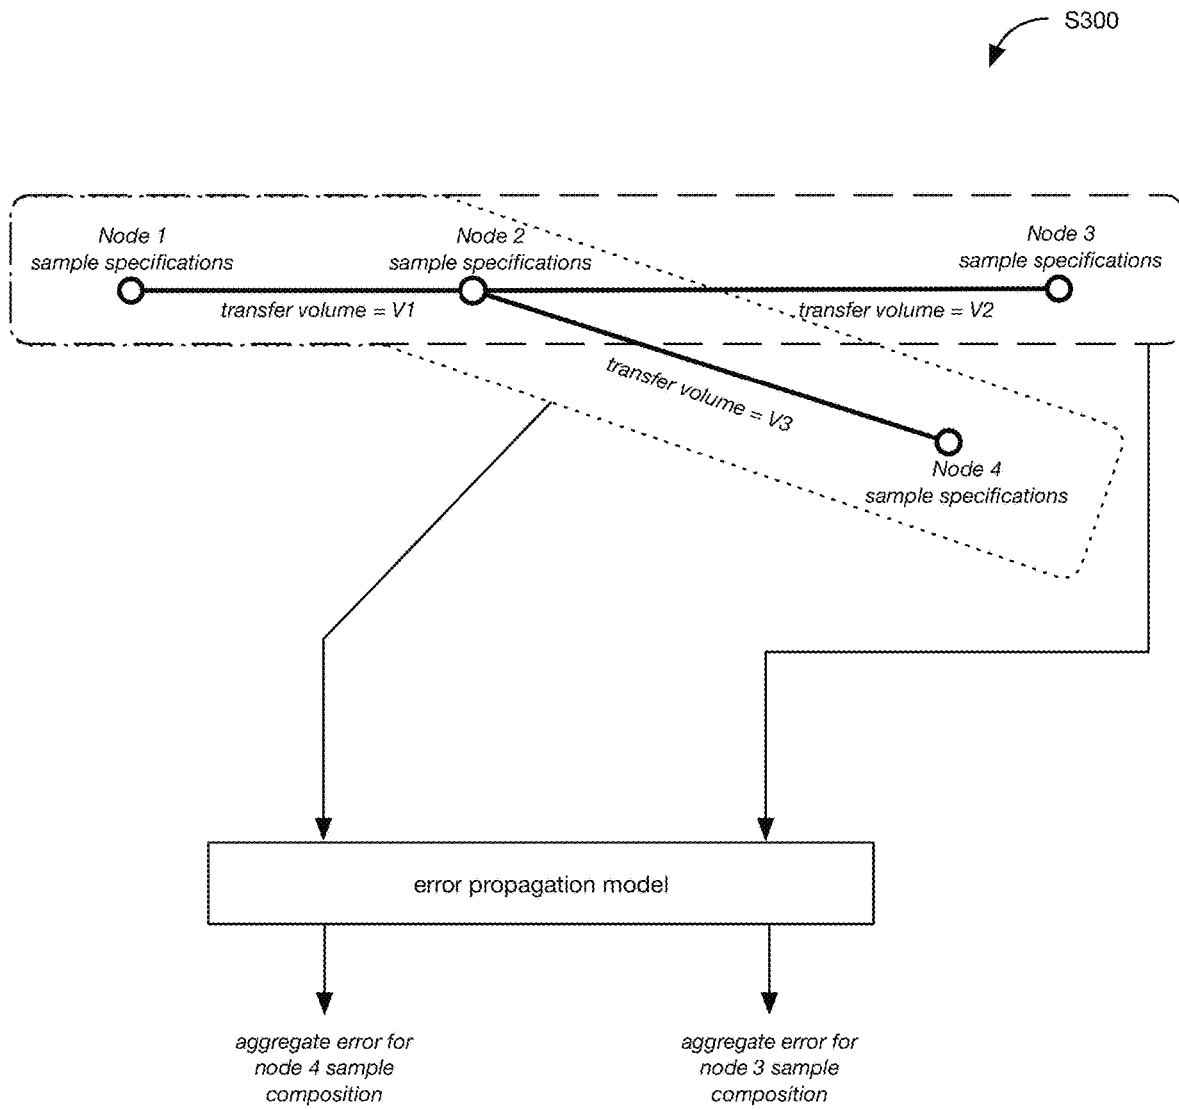 S300
Node 1
sample specifications
Node 2
sample specifications
Node 3
sample specifications
transfer volume = V1
transfer volume = V2
transfer volume = V3
Node 4
sample specifications
error propagation model
aggregate error for
node 4 sample
composition
aggregate error for
node 3 sample
composition